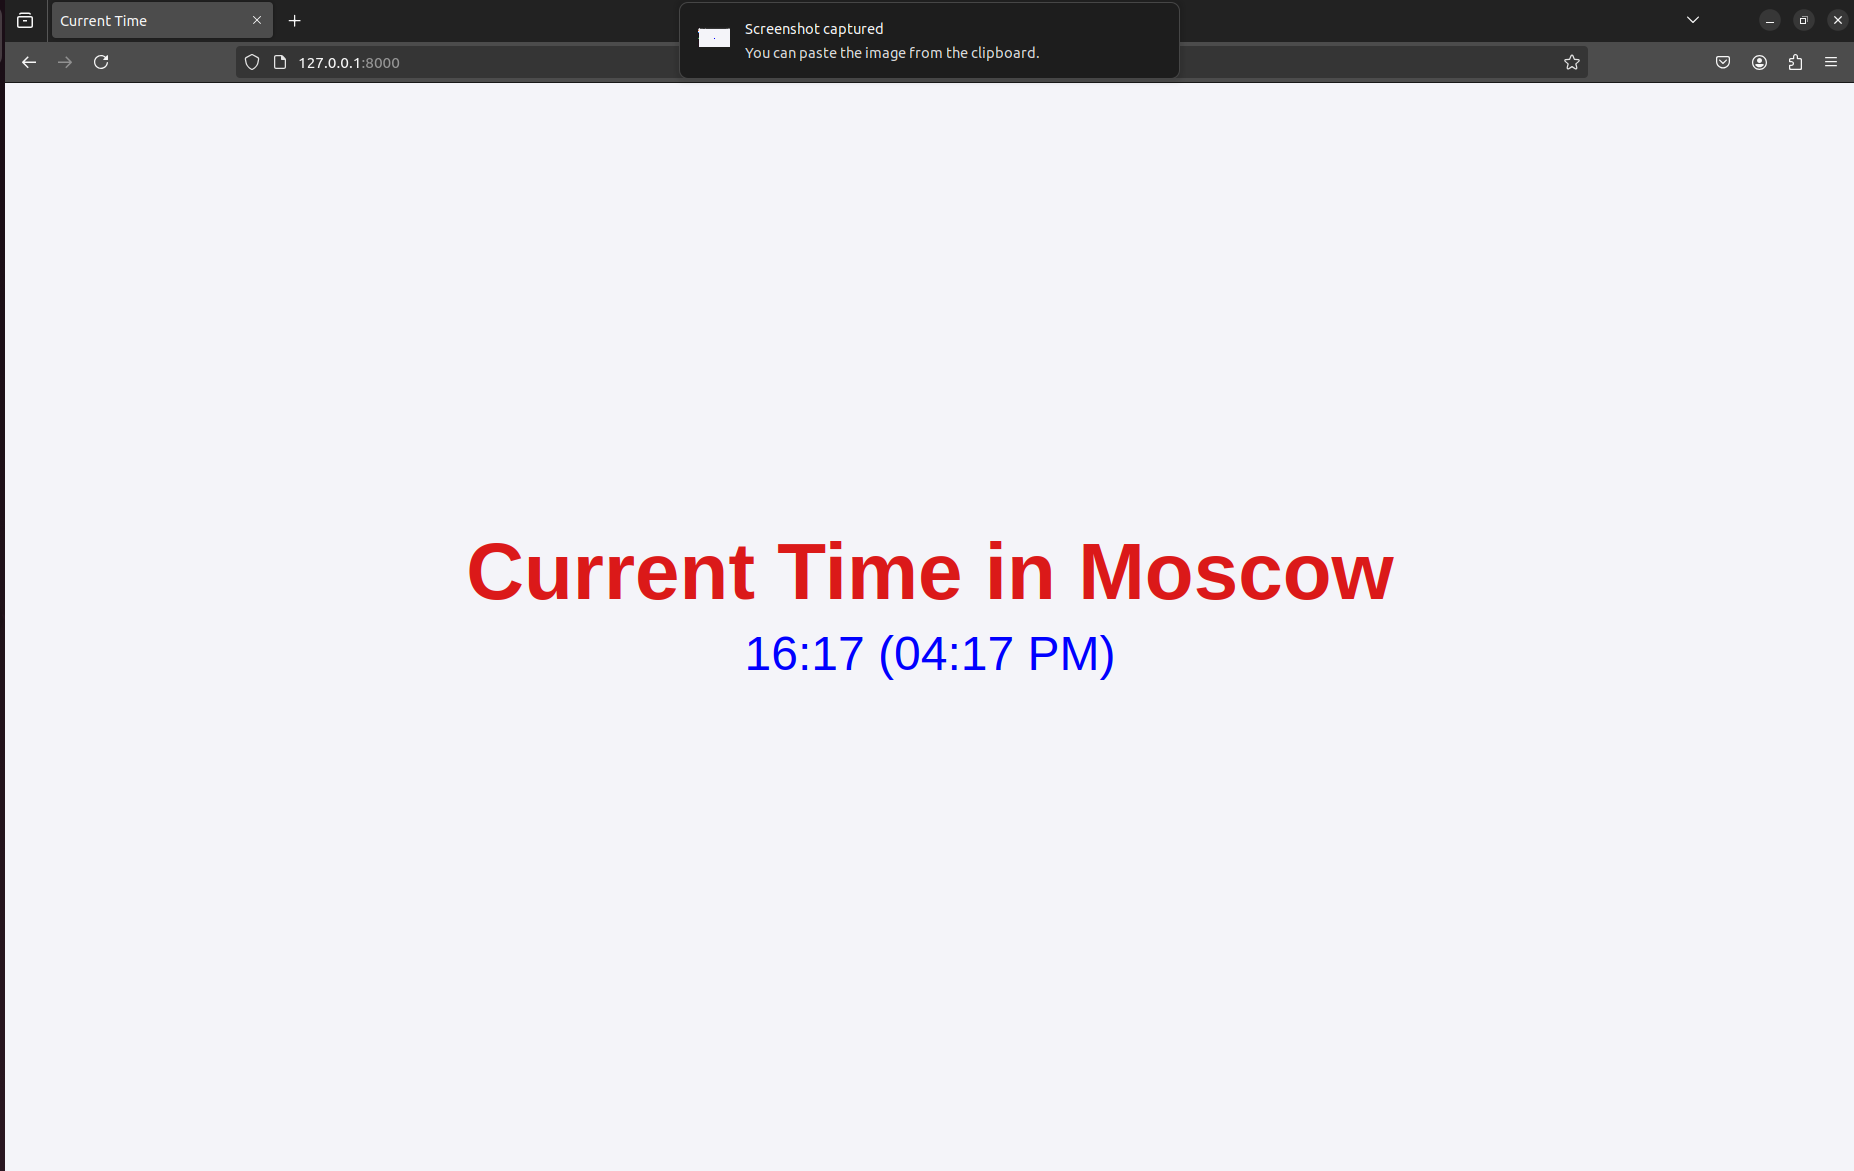 Current Time
Screenshot captured
You can paste the image from the clipboard.
127.0.0.1:8000
Current Time in Moscow
16:17 (04:17 PM)